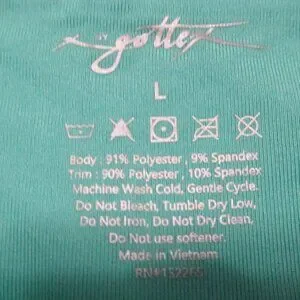 X BY gottex
L
Body : 91% Polyester, 9% Spandex
Trim : 90% Polyester, 10% Spandex
Machine Wash Cold. Gentle Cycle.
Do Not Bleach, Tumble Dry Low,
Do Not Iron, Do Not Dry Clean,
Do Not use softener.
Made in Vietnam